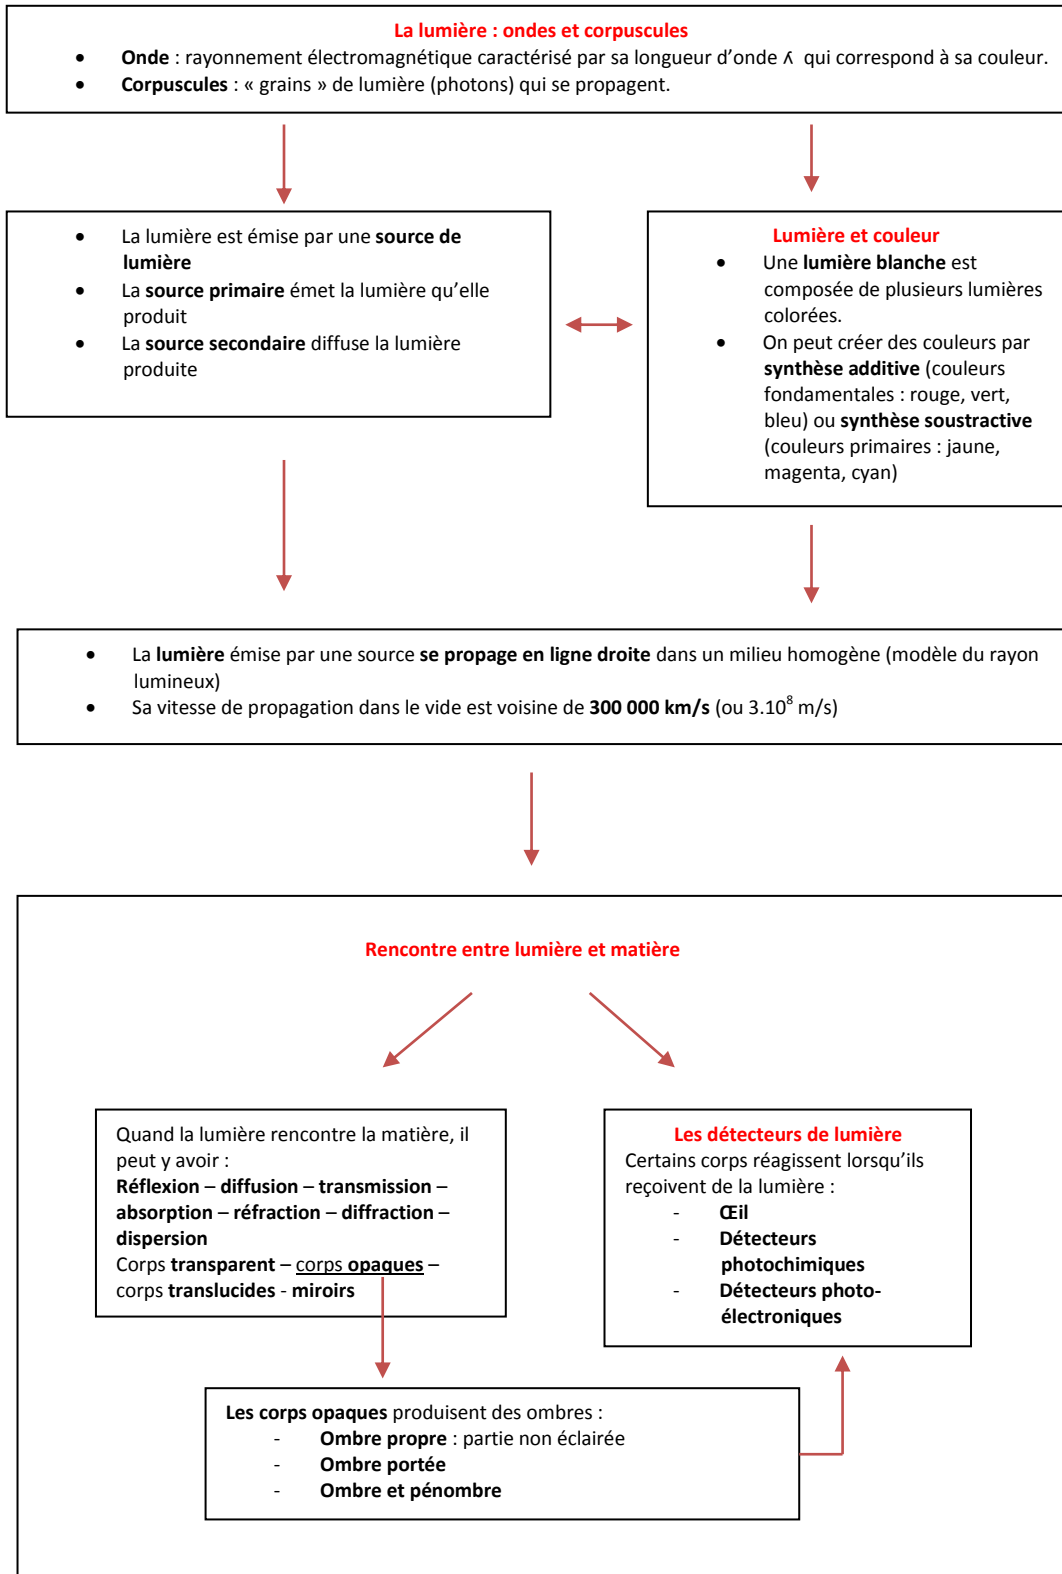 La lumière : ondes et corpuscules
• Onde : rayonnement électromagnétique caractérisé par sa longueur d’onde ʎ qui correspond à sa couleur.
• Corpuscules : « grains » de lumière (photons) qui se propagent.
• La lumière est émise par une source de
lumière
• La source primaire émet la lumière qu’elle
produit
• La source secondaire diffuse la lumière
produite
Lumière et couleur
• Une lumière blanche est
composée de plusieurs lumières
colorées.
• On peut créer des couleurs par
synthèse additive (couleurs
fondamentales : rouge, vert,
bleu) ou synthèse soustractive
(couleurs primaires : jaune,
magenta, cyan)
• La lumière émise par une source se propage en ligne droite dans un milieu homogène (modèle du rayon
lumineux)
• Sa vitesse de propagation dans le vide est voisine de 300 000 km/s (ou 3.10⁸ m/s)
Rencontre entre lumière et matière
Quand la lumière rencontre la matière, il
peut y avoir :
Réflexion – diffusion – transmission –
absorption – réfraction – diffraction –
dispersion
Corps transparent – corps opaques –
corps translucides - miroirs
Les détecteurs de lumière
Certains corps réagissent lorsqu’ils
reçoivent de la lumière :
- Œil
- Détecteurs
photochimiques
- Détecteurs photo-
électroniques
Les corps opaques produisent des ombres :
- Ombre propre : partie non éclairée
- Ombre portée
- Ombre et pénombre